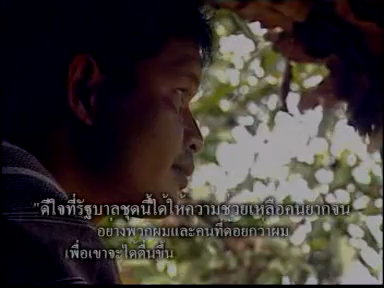 "ดีใจที่รัฐบาลชุดนี้ได้ให้ความช่วยเหลือคนยากจน
อย่างพวกผมและคนที่ด้อยกว่าผม
เพื่อเขาจะได้ตื่นขึ้น